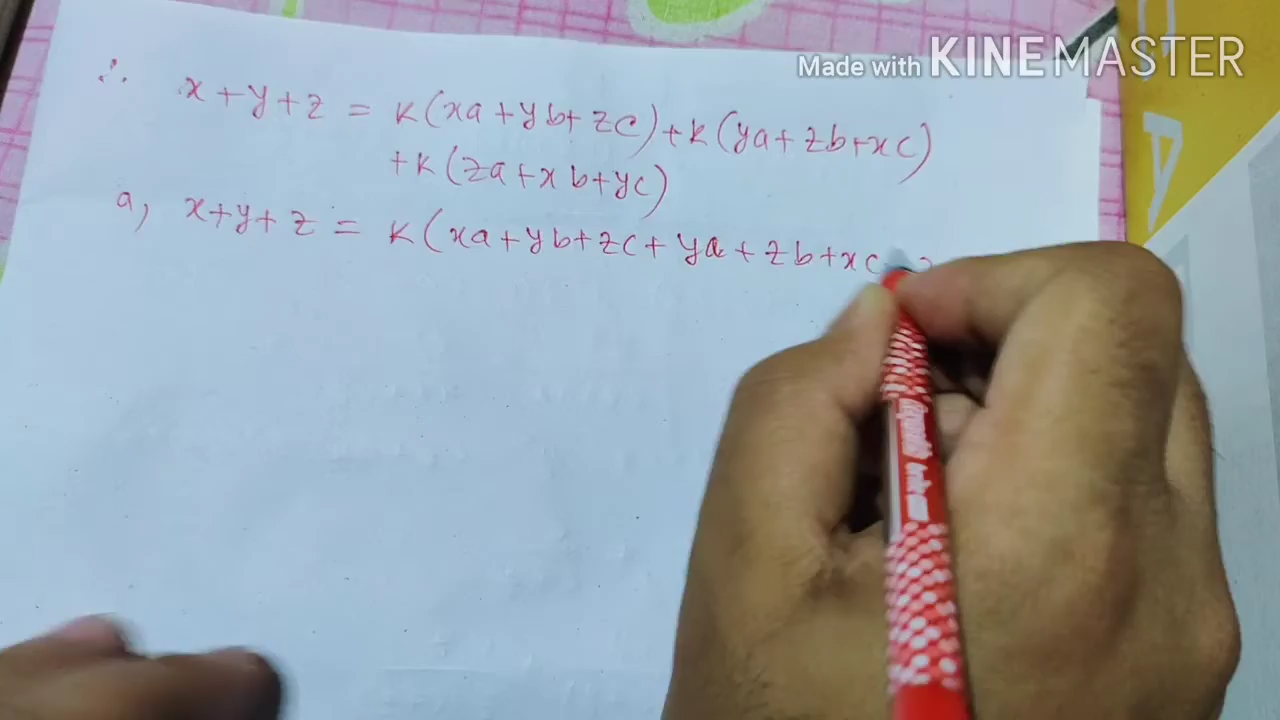 Made with KINEMASTER
∴ x+y+z = k(xa+yb+zc)+k(ya+zb+xc)
+k(za+xb+yc)
a, x+y+z = k(xa+yb+zc+ya+zb+xc